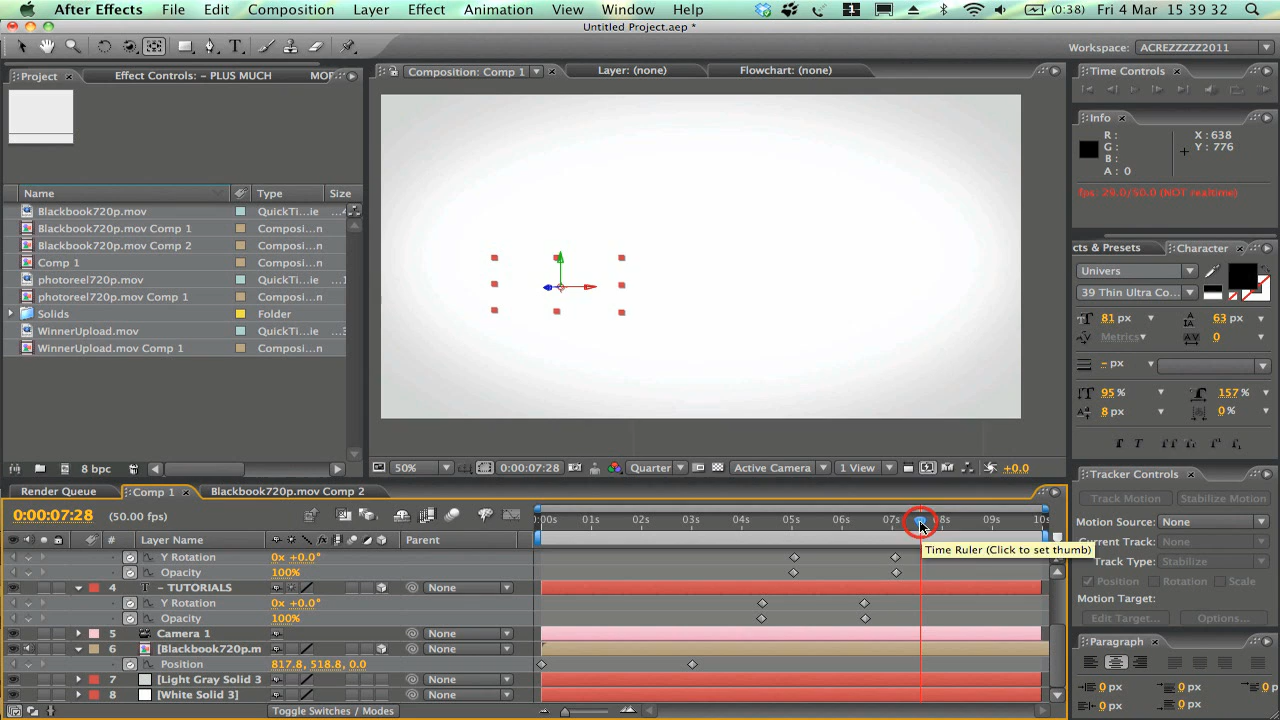 After Effects File Edit Composition Layer Effect Animation View Window Help (0:38) Fri 4 Mar 15 39 32
Untitled Project.aep *
Workspace: ACREZZZZZ2011
Project Effect Controls: – PLUS MUCH MOF
Composition: Comp 1 Layer: (none) Flowchart: (none)
Time Controls
Info
R: X: 638
G: Y: 776
B:
A: 0
fps: 29.0/50.0 (NOT realtime)
Name Type Size
Blackbook720p.mov QuickTi...ie
Blackbook720p.mov Comp 1 Composi...n
Blackbook720p.mov Comp 2 Composi...n
Comp 1 Composi...n
photoreel720p.mov QuickTi...ie
photoreel720p.mov Comp 1 Composi...n
Solids Folder
WinnerUpload.mov QuickTi...ie
WinnerUpload.mov Comp 1 Composi...n
8 bpc
cts & Presets Character
Univers
39 Thin Ultra Co...
81 px 63 px
Metrics 0
– px
95 % 157 %
8 px 0 %
50% 0:00:07:28 Quarter Active Camera 1 View +0.0
Tracker Controls
Track Motion Stabilize Motion
Motion Source: None
Current Track: None
Track Type: Stabilize
Position Rotation Scale
Motion Target:
Edit Target... Options...
Paragraph
0 px 0 px 0 p
0 px 0 px
Render Queue Comp 1 Blackbook720p.mov Comp 2
0:00:07:28 (50.00 fps)
:00s 01s 02s 03s 04s 05s 06s 07s 08s 09s 10s
# Layer Name Parent
Y Rotation 0x +0.0°
Time Ruler (Click to set thumb)
Opacity 100%
4 T – TUTORIALS None
Y Rotation 0x +0.0°
Opacity 100%
5 Camera 1 None
6 [Blackbook720p.m None
Position 817.8, 518.8, 0.0
7 [Light Gray Solid 3 None
8 [White Solid 3] None
Toggle Switches / Modes